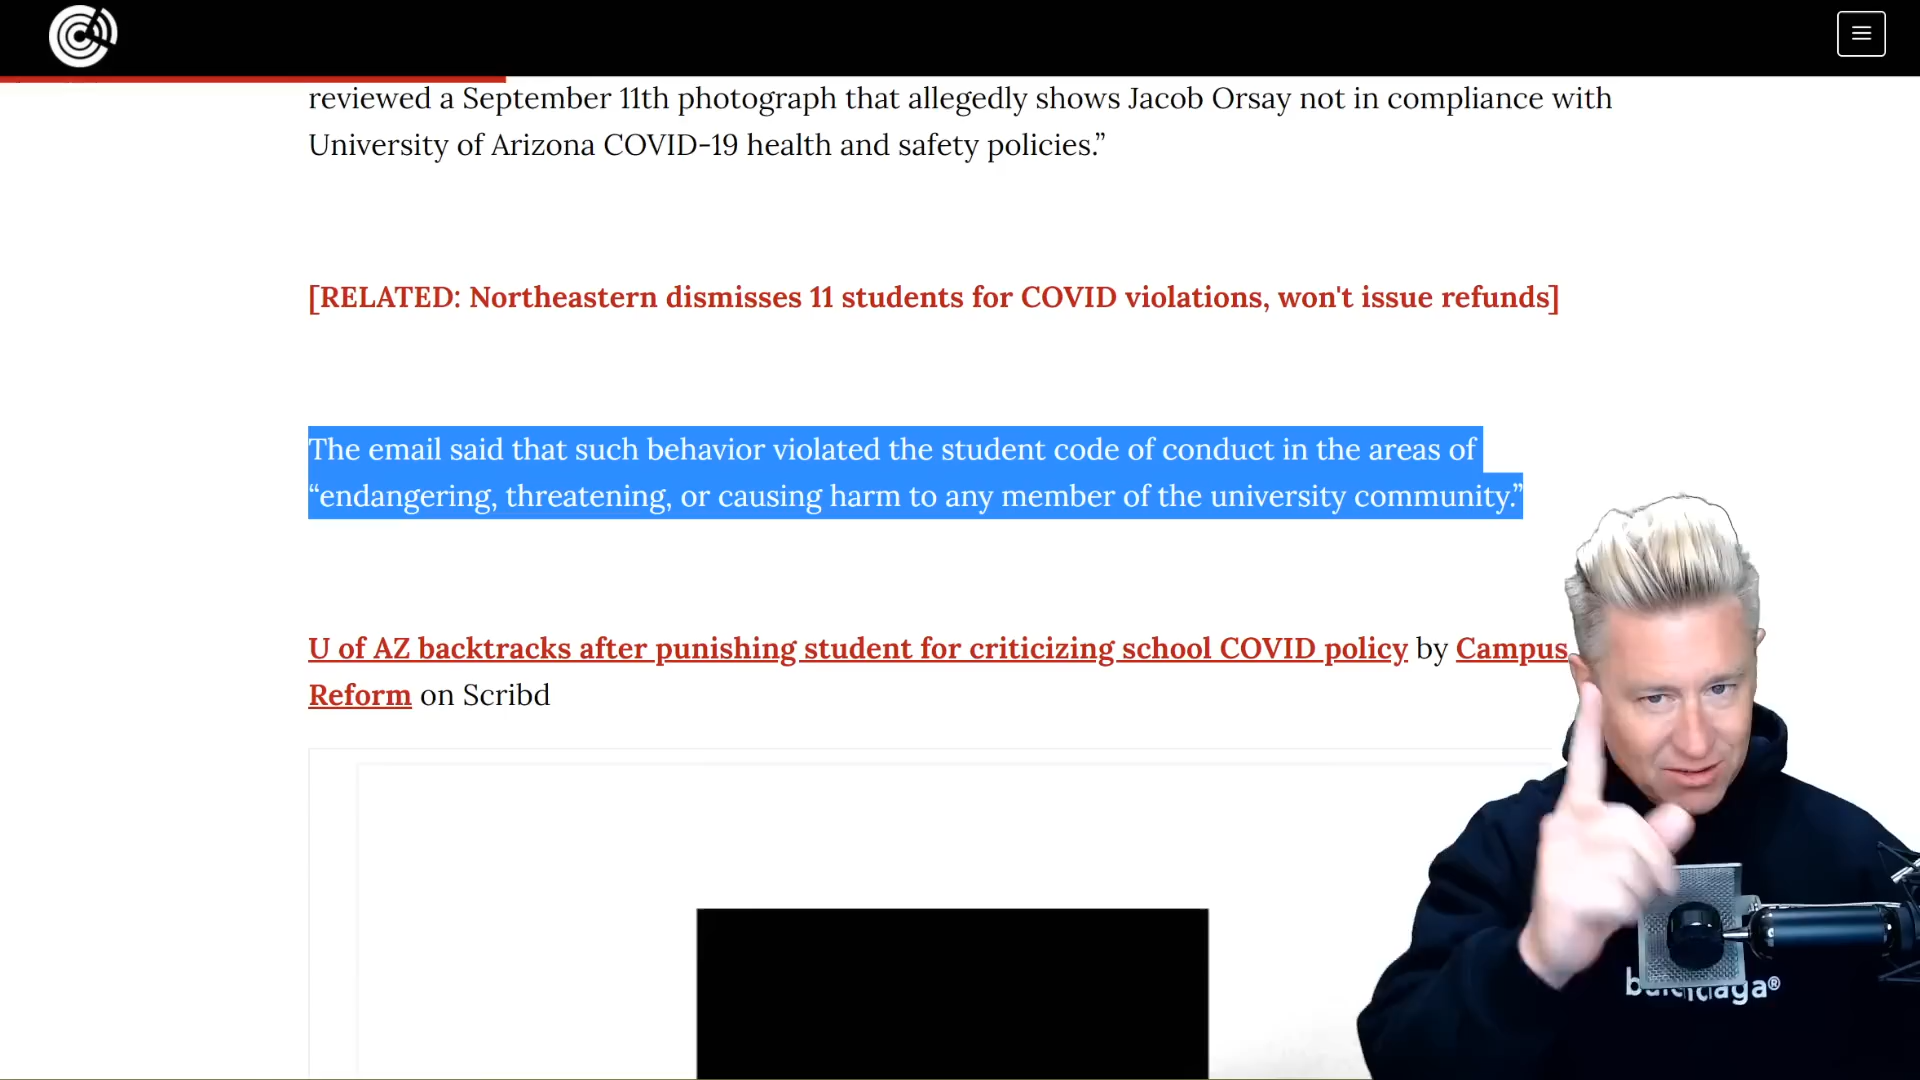 reviewed a September 11th photograph that allegedly shows Jacob Orsay not in compliance with
University of Arizona COVID-19 health and safety policies.”
[RELATED: Northeastern dismisses 11 students for COVID violations, won't issue refunds]
The email said that such behavior violated the student code of conduct in the areas of
“endangering, threatening, or causing harm to any member of the university community.”
U of AZ backtracks after punishing student for criticizing school COVID policy by Campus
Reform on Scribd